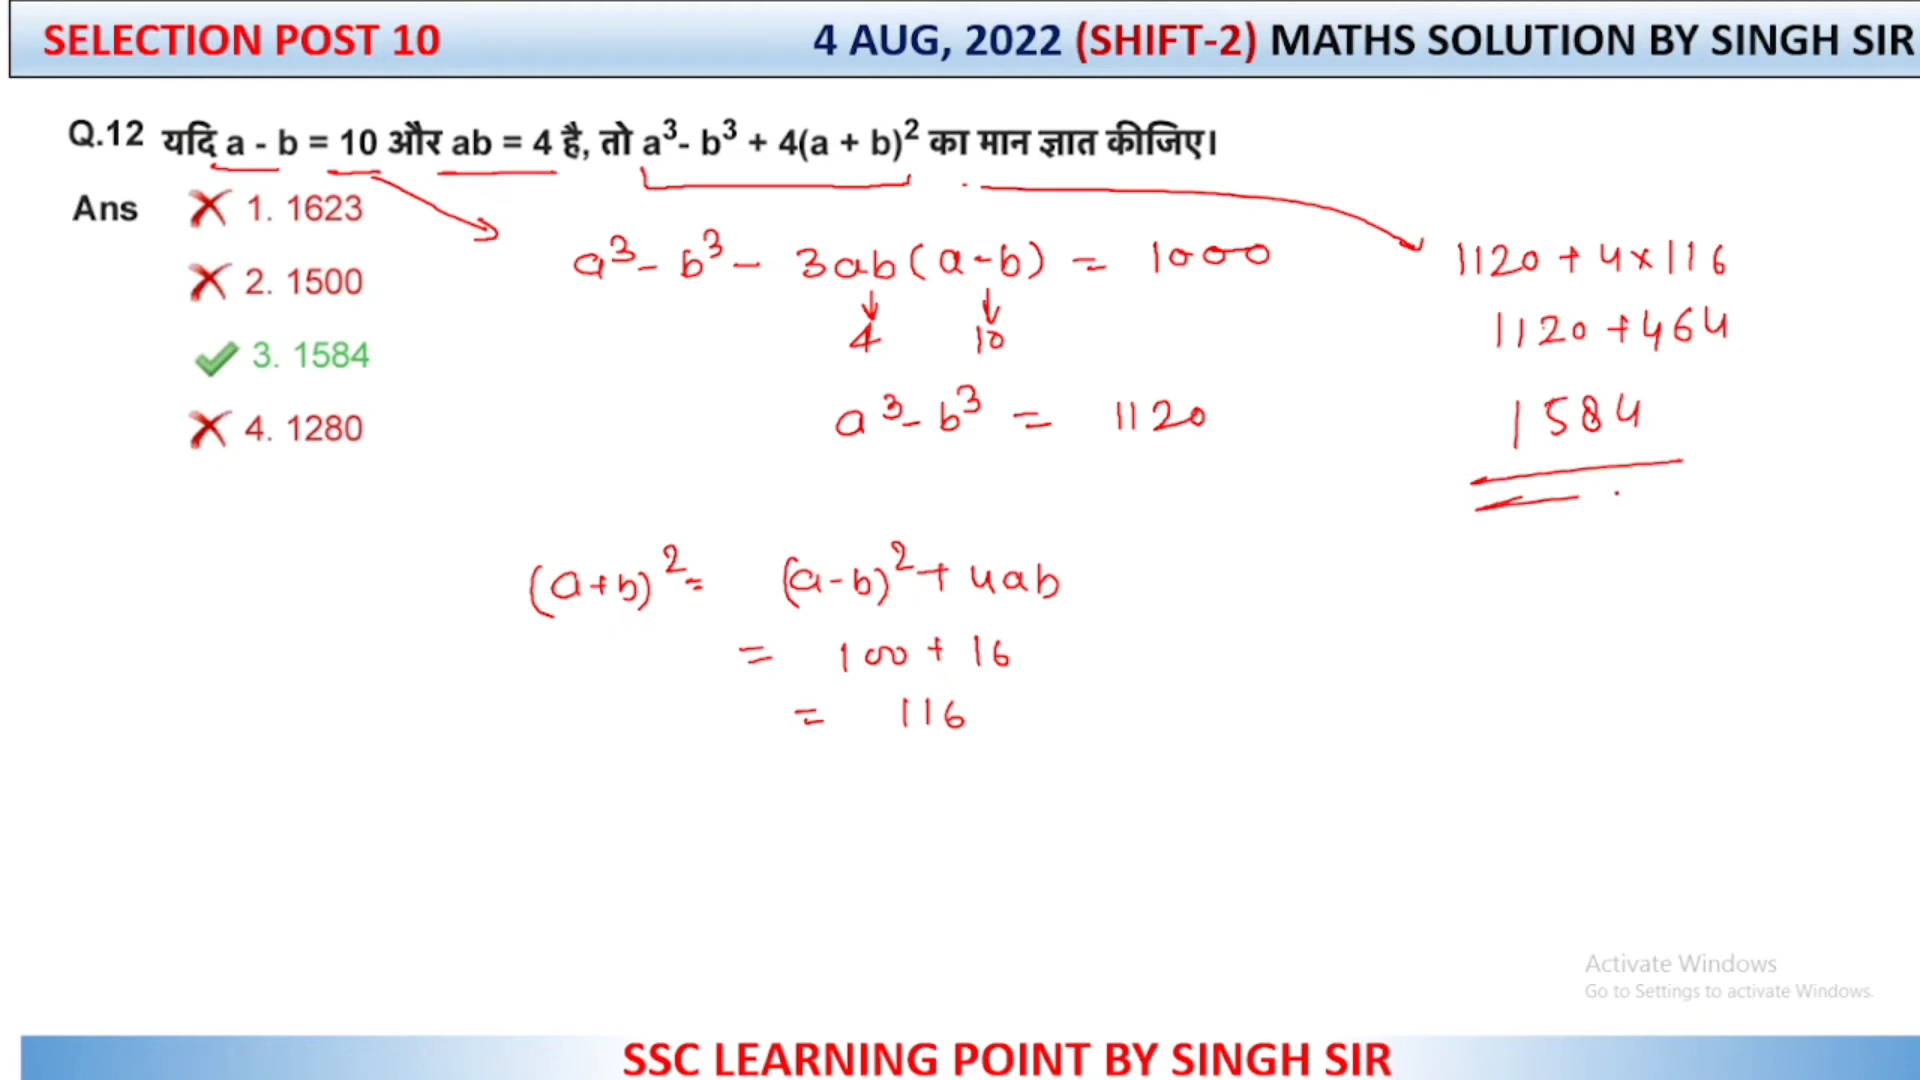 SELECTION POST 10 4 AUG, 2022 (SHIFT-2) MATHS SOLUTION BY SINGH SIR
Q.12 यदि a - b = 10 और ab = 4 है, तो a³- b³ + 4(a + b)² का मान ज्ञात कीजिए।
Ans 1. 1623
2. 1500
3. 1584
4. 1280
a³ - b³ - 3ab(a-b) = 1000
4 10
a³ - b³ = 1120
(a+b)² = (a-b)² + 4ab
= 100 + 16
= 116
1120 + 4×116
1120 + 464
1584
Activate Windows
Go to Settings to activate Windows.
SSC LEARNING POINT BY SINGH SIR